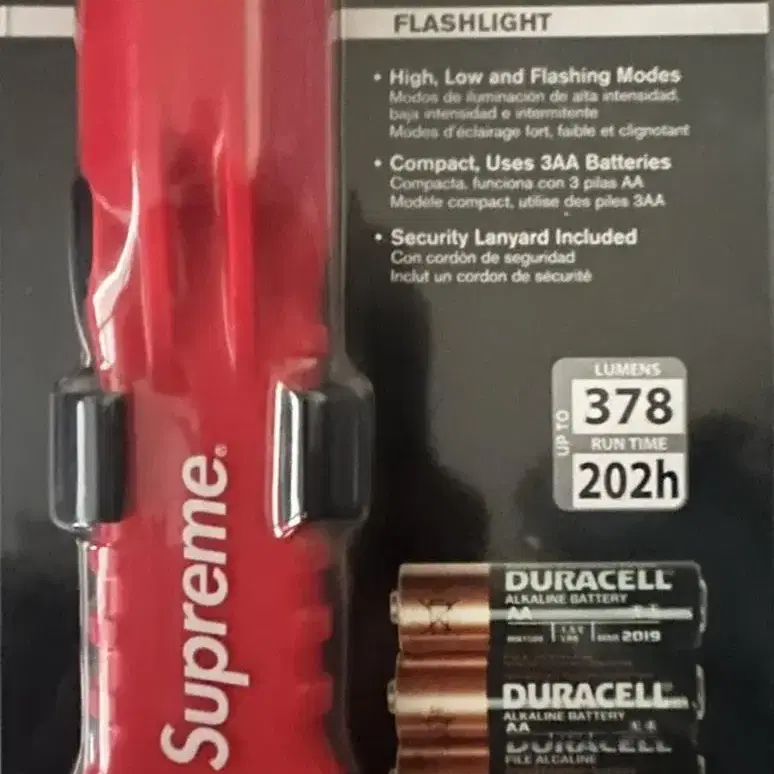 FLASHLIGHT
• High, Low and Flashing Modes
Modos de iluminación de alta intensidad,
baja intensidad e intermitente
Modes d'éclairage fort, faible et clignotant
• Compact, Uses 3AA Batteries
Compacta, funciona con 3 pilas AA
Modèle compact, utilise des piles 3AA
• Security Lanyard Included
Con cordón de seguridad
Inclut un cordon de sécurité
LUMENS
UP TO
378
RUN TIME
202h
Supreme®
DURACELL
ALKALINE BATTERY
AA
2019
DURACELL
ALKALINE BATTERY
AA
DURACELL
PILE ALCALINE